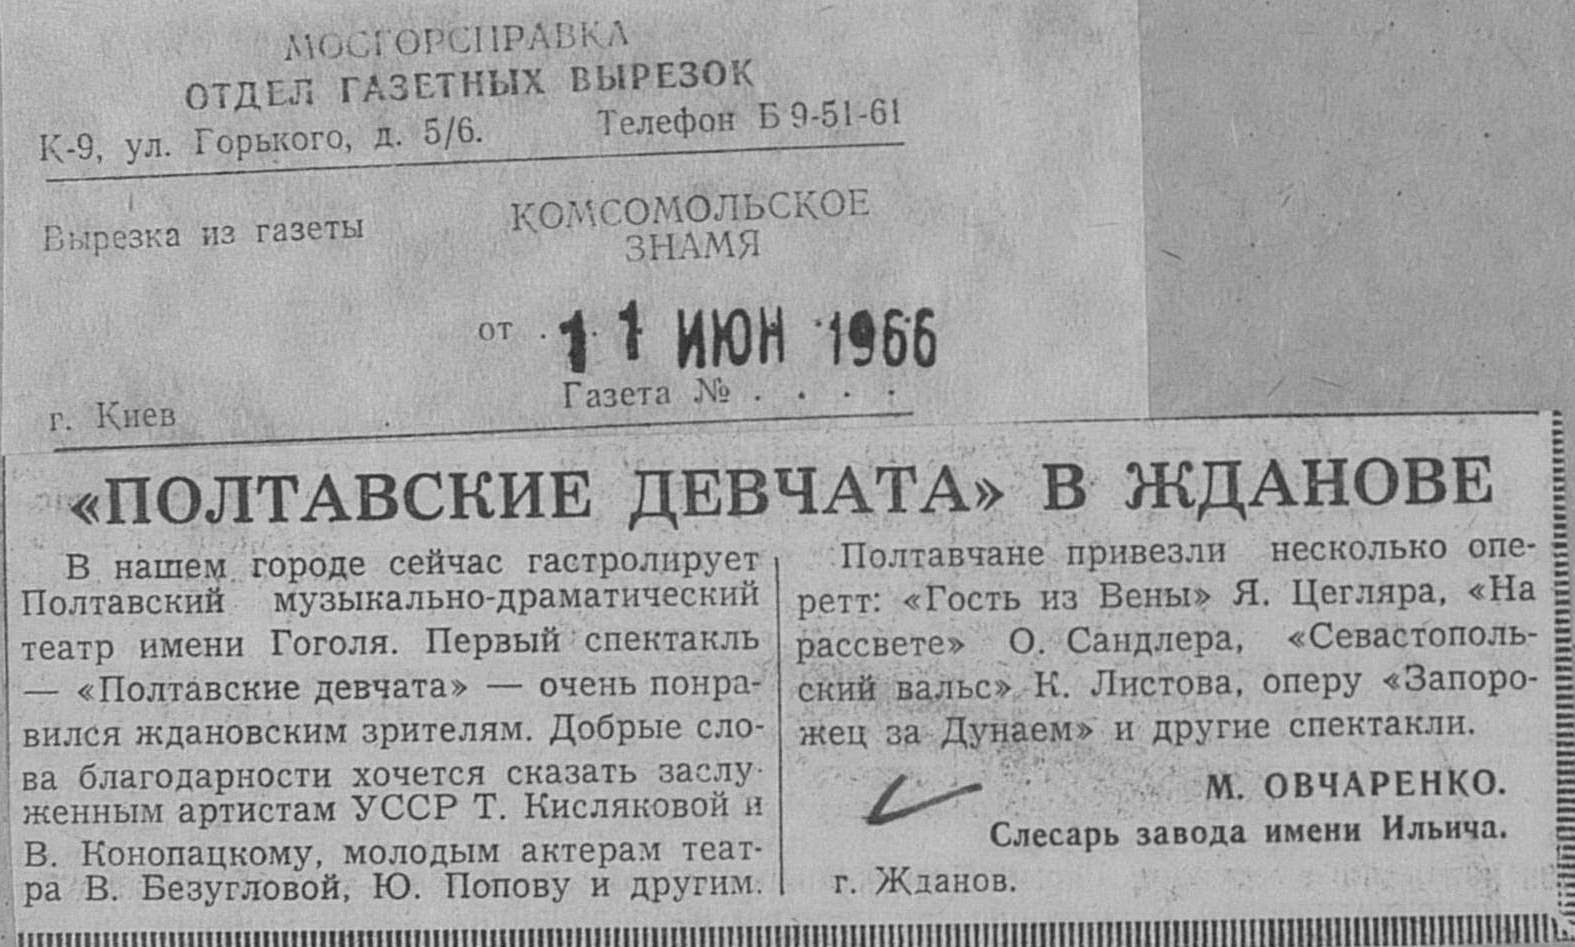 МОСГОРСПРАВКА
ОТДЕЛ ГАЗЕТНЫХ ВЫРЕЗОК
К-9, ул. Горького, д. 5/6. Телефон Б 9-51-61
Вырезка из газеты
КОМСОМОЛЬСКОЕ
ЗНАМЯ
от . 11 ИЮН 1966
г. Киев
Газета № . . . .
«ПОЛТАВСКИЕ ДЕВЧАТА» В ЖДАНОВЕ
В нашем городе сейчас гастролирует
Полтавский музыкально-драматический
театр имени Гоголя. Первый спектакль
— «Полтавские девчата» — очень понра-
вился ждановским зрителям. Добрые сло-
ва благодарности хочется сказать заслу-
женным артистам УССР Т. Кисляковой и
В. Конопацкому, молодым актерам теат-
ра В. Безугловой, Ю. Попову и другим.
Полтавчане привезли несколько опе-
ретт: «Гость из Вены» Я. Цегляра, «На
рассвете» О. Сандлера, «Севастополь-
ский вальс» К. Листова, оперу «Запоро-
жец за Дунаем» и другие спектакли.
М. ОВЧАРЕНКО.
Слесарь завода имени Ильича.
г. Жданов.